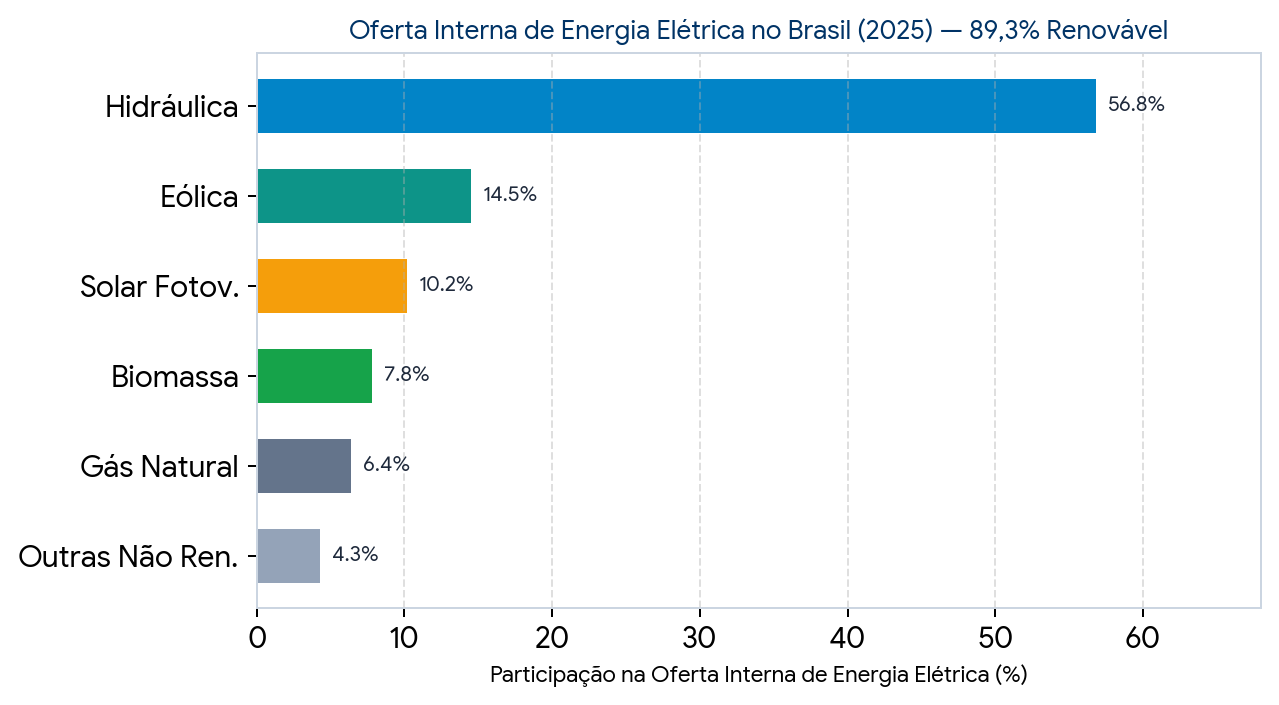 Oferta Interna de Energia Elétrica no Brasil (2025) — 89,3% Renovável
Hidráulica
56.8%
Eólica
14.5%
Solar Fotov.
10.2%
Biomassa
7.8%
Gás Natural
6.4%
Outras Não Ren.
4.3%
0 10 20 30 40 50 60
Participação na Oferta Interna de Energia Elétrica (%)